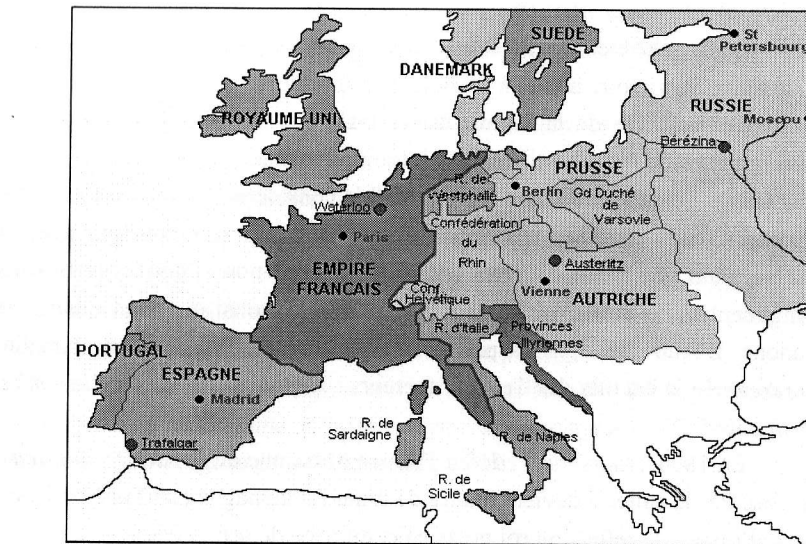 SUEDE
St
Petersbourg
DANEMARK
RUSSIE
ROYAUME-UNI
Moscou
Bérézina
PRUSSE
R. de
Westphalie
Berlin
Gd Duché
de
Varsovie
Waterloo
Confédération
du
Rhin
Paris
Austerlitz
EMPIRE
FRANCAIS
Conf
Helvétique
Vienne
AUTRICHE
R. d'Italie
Provinces
Illyriennes
PORTUGAL
ESPAGNE
Madrid
R. de
Sardaigne
R. de Naples
Trafalgar
R. de
Sicile